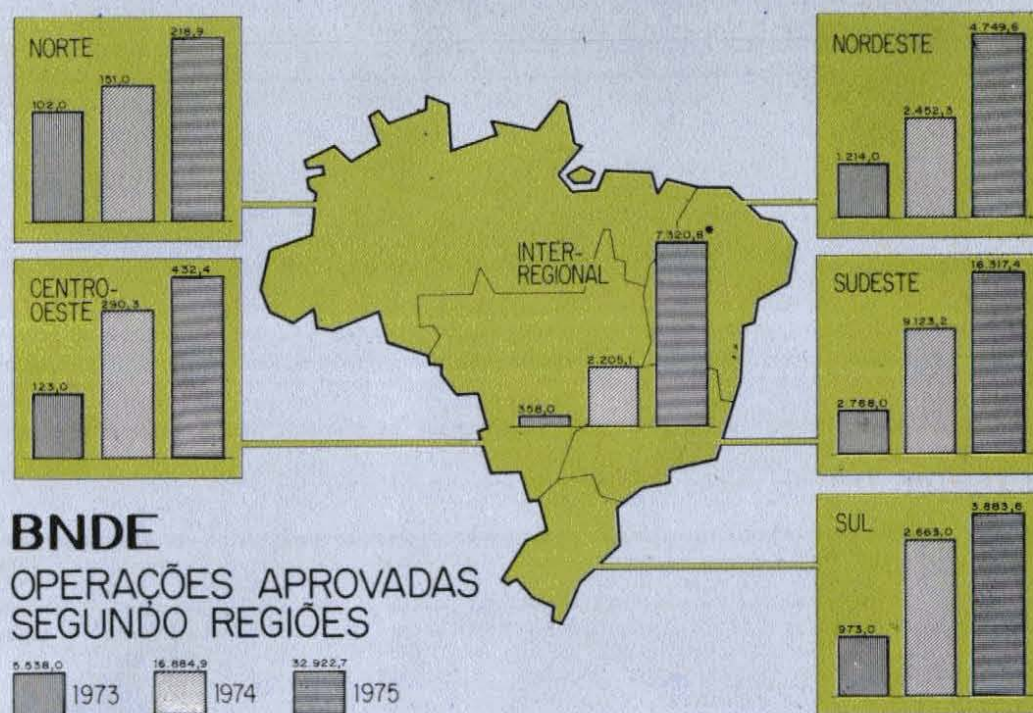 NORTE
102,0
151,0
218,9
NORDESTE
1.214,0
2.452,3
4.749,6
CENTRO-
OESTE
123,0
290,3
432,4
INTER-
REGIONAL
358,0
2.205,1
7.320,8*
SUDESTE
2.768,0
9.123,2
16.317,4
SUL
973,0
2.663,0
3.883,6
BNDE
OPERAÇÕES APROVADAS
SEGUNDO REGIÕES
5.538,0 1973
16.884,9 1974
32.922,7 1975